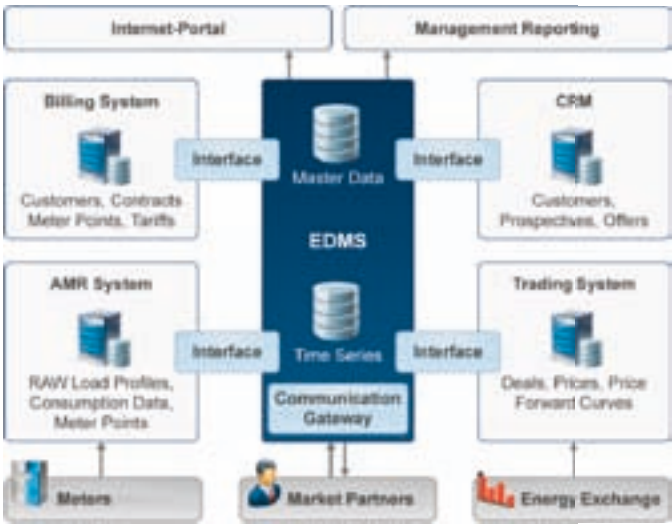 Internet-Portal
Management Reporting
Billing System
Customers, Contracts
Meter Points, Tariffs
Interface
Master Data
Interface
CRM
Customers,
Prospectives, Offers
EDMS
AMR System
RAW Load Profiles,
Consumption Data,
Meter Points
Interface
Time Series
Interface
Trading System
Deals, Prices, Price
Forward Curves
Communication
Gateway
Meters
Market Partners
Energy Exchange